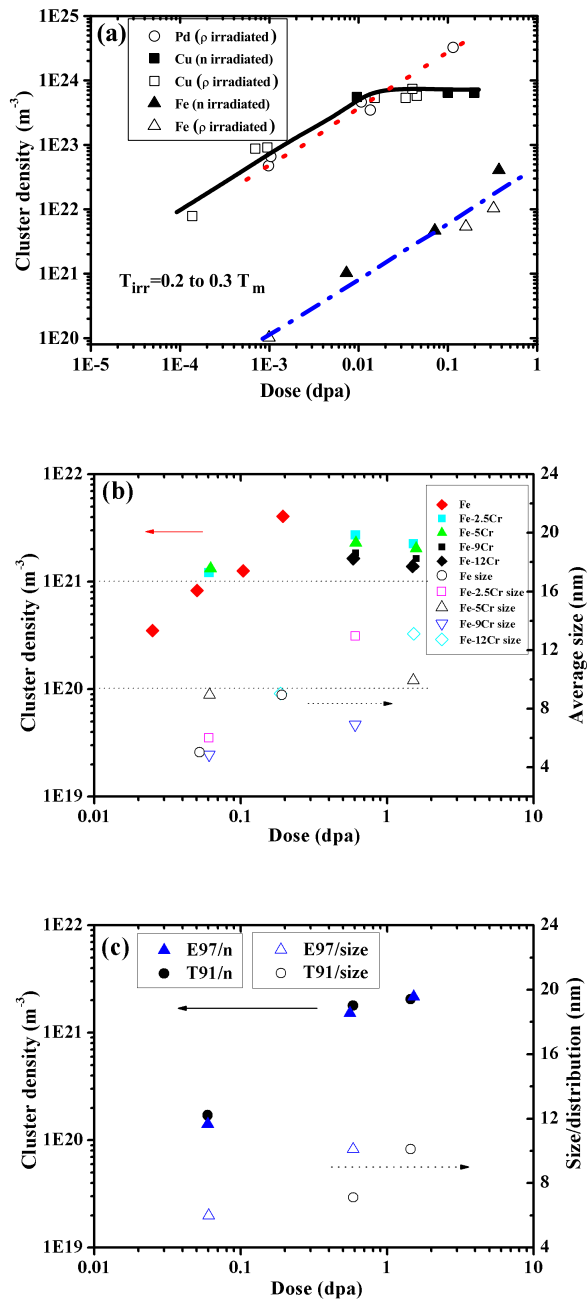 (a)
Pd (ρ irradiated)
Cu (n irradiated)
Cu (ρ irradiated)
Fe (n irradiated)
Fe (ρ irradiated)
1E25
1E24
1E23
1E22
1E21
1E20
Cluster density (m-3)
Tirr=0.2 to 0.3 Tm
1E-5 1E-4 1E-3 0.01 0.1 1
Dose (dpa)
(b)
Fe
Fe-2.5Cr
Fe-5Cr
Fe-9Cr
Fe-12Cr
Fe size
Fe-2.5Cr size
Fe-5Cr size
Fe-9Cr size
Fe-12Cr size
1E22
1E21
1E20
1E19
Cluster density (m-3)
24
20
16
12
8
4
Average size (nm)
0.01 0.1 1 10
Dose (dpa)
(c)
E97/n
T91/n
E97/size
T91/size
1E22
1E21
1E20
1E19
Cluster density (m-3)
24
20
16
12
8
4
Size/distribution (nm)
0.01 0.1 1 10
Dose (dpa)